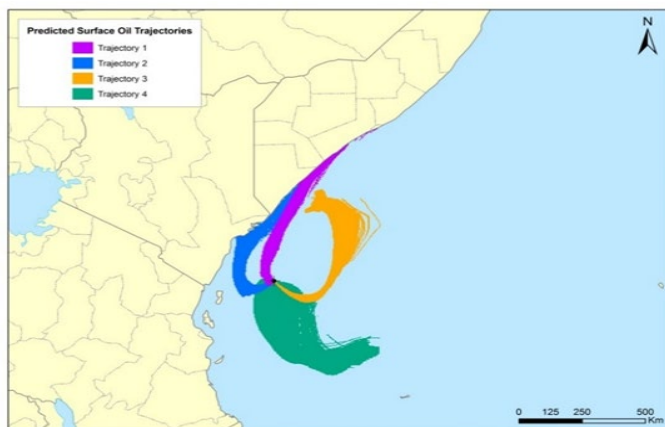 Predicted Surface Oil Trajectories
Trajectory 1
Trajectory 2
Trajectory 3
Trajectory 4
N
0 125 250 500
Km